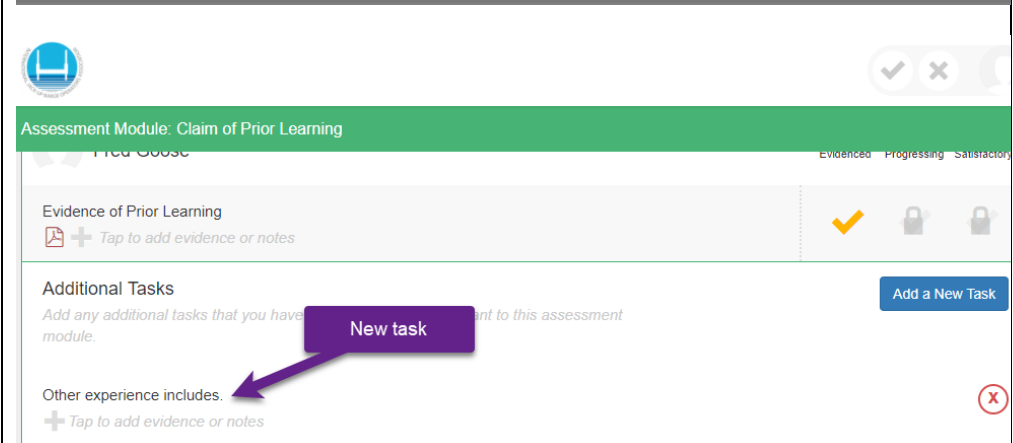 Assessment Module: Claim of Prior Learning
Fred Goose
Evidenced Progressing Satisfactory
Evidence of Prior Learning
Tap to add evidence or notes
Additional Tasks
Add a New Task
Add any additional tasks that you have
New task
ant to this assessment
module.
Other experience includes.
X
Tap to add evidence or notes